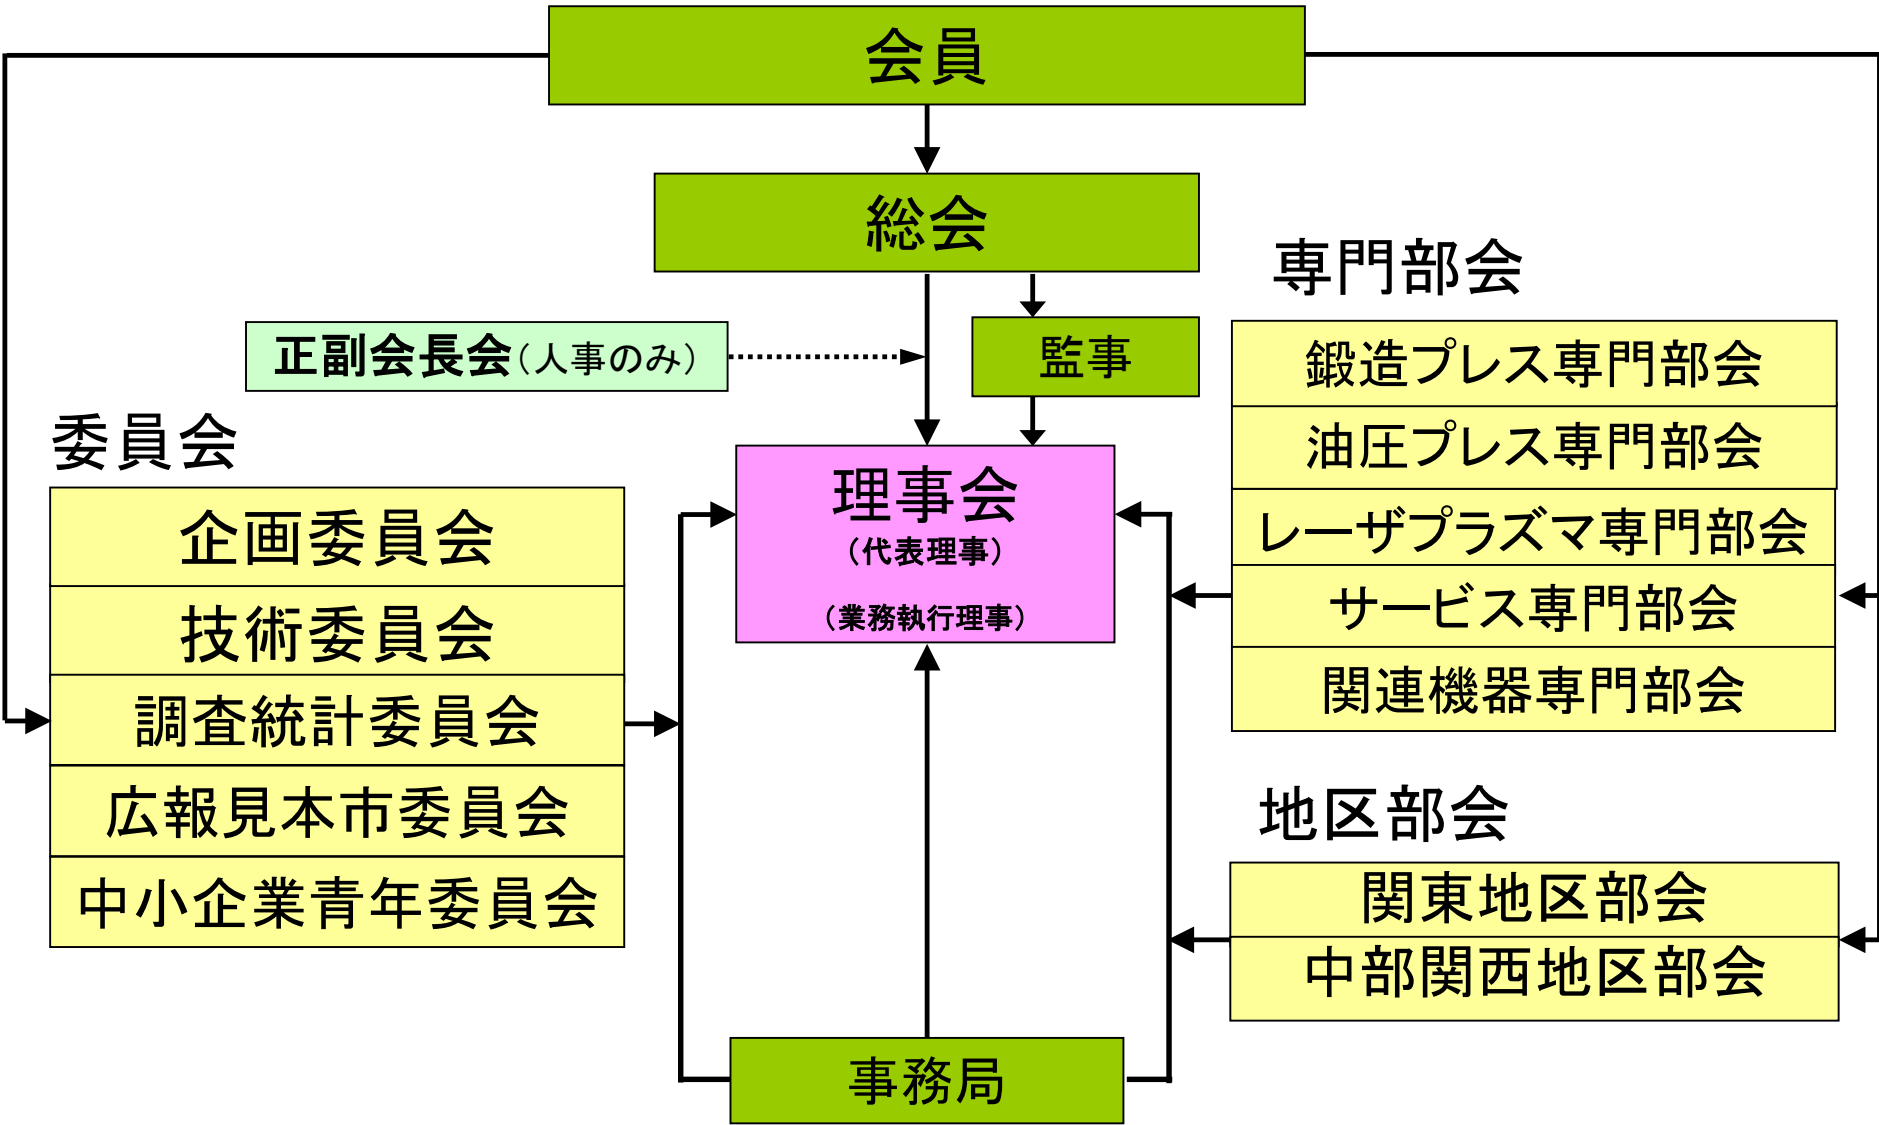 会員
総会
正副会長会（人事のみ）
監事
理事会
（代表理事）
（業務執行理事）
委員会
企画委員会
技術委員会
調査統計委員会
広報見本市委員会
中小企業青年委員会
専門部会
鍛造プレス専門部会
油圧プレス専門部会
レーザプラズマ専門部会
サービス専門部会
関連機器専門部会
地区部会
関東地区部会
中部関西地区部会
事務局